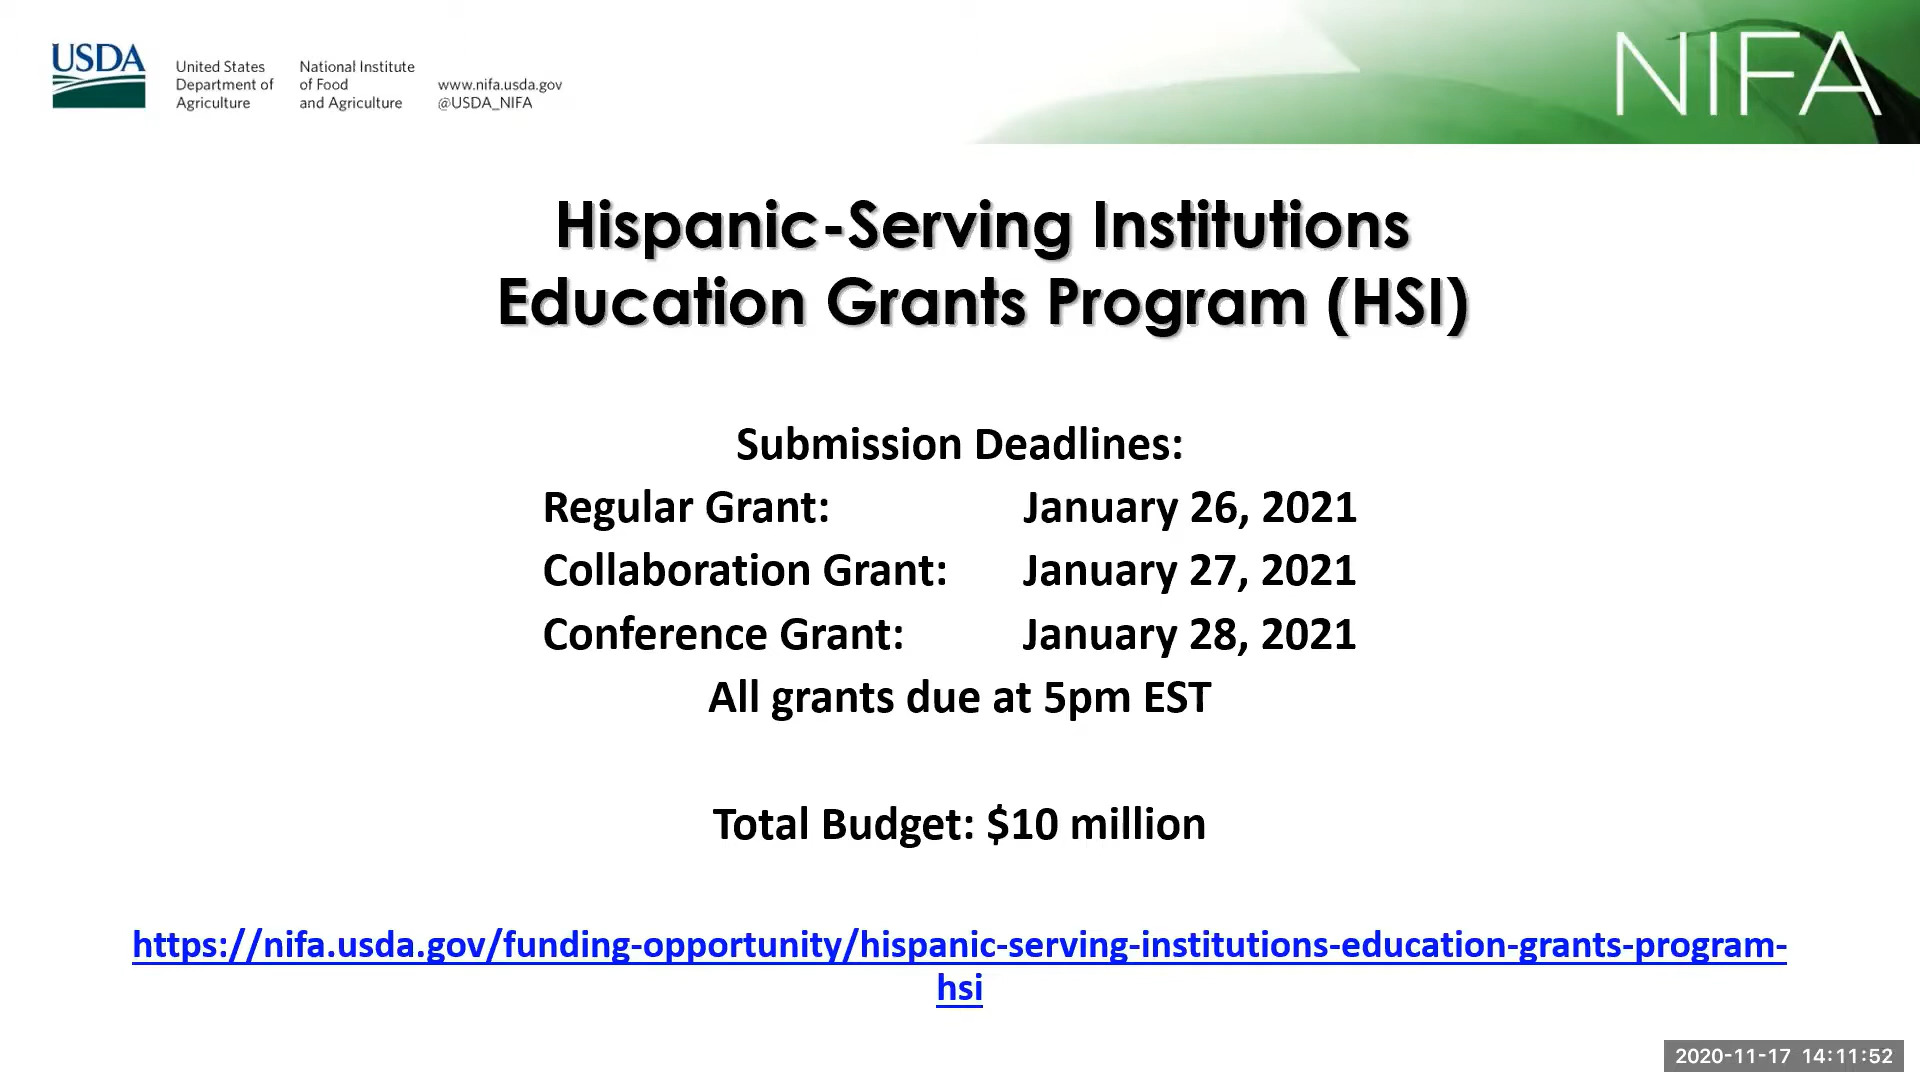 USDA
United States
Department of
Agriculture
National Institute
of Food
and Agriculture
www.nifa.usda.gov
@USDA_NIFA
NIFA
Hispanic-Serving Institutions
Education Grants Program (HSI)
Submission Deadlines:
Regular Grant: January 26, 2021
Collaboration Grant: January 27, 2021
Conference Grant: January 28, 2021
All grants due at 5pm EST
Total Budget: $10 million
https://nifa.usda.gov/funding-opportunity/hispanic-serving-institutions-education-grants-program-
hsi
2020-11-17 14:11:52